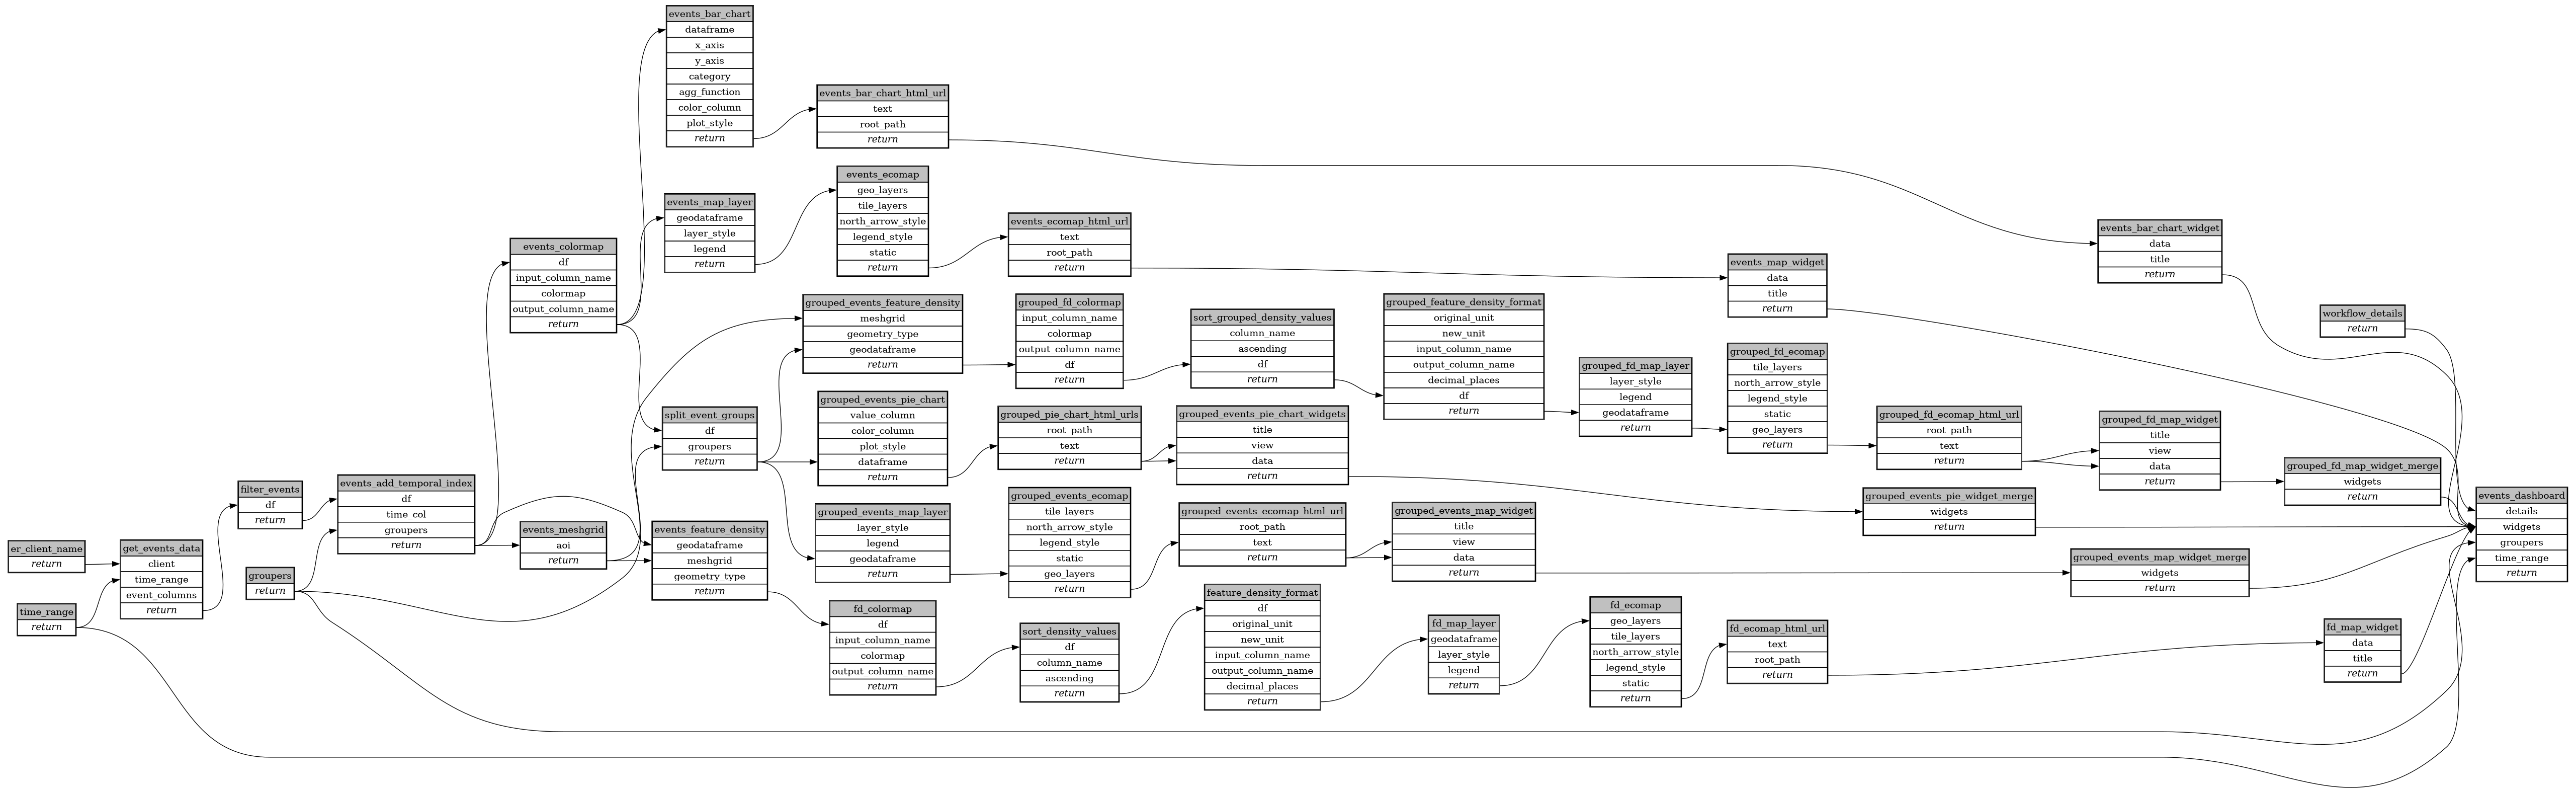 events_bar_chart
dataframe
x_axis
y_axis
category
agg_function
color_column
plot_style
return
events_bar_chart_html_url
text
root_path
return
events_ecomap
geo_layers
tile_layers
north_arrow_style
legend_style
static
return
events_map_layer
geodataframe
layer_style
legend
return
events_ecomap_html_url
text
root_path
return
events_bar_chart_widget
data
title
return
events_colormap
df
input_column_name
colormap
output_column_name
return
events_map_widget
data
title
return
grouped_events_feature_density
meshgrid
geometry_type
geodataframe
return
grouped_fd_colormap
input_column_name
colormap
output_column_name
df
return
sort_grouped_density_values
column_name
ascending
df
return
grouped_feature_density_format
original_unit
new_unit
input_column_name
output_column_name
decimal_places
df
return
workflow_details
return
grouped_fd_map_layer
layer_style
legend
geodataframe
return
grouped_fd_ecomap
tile_layers
north_arrow_style
legend_style
static
geo_layers
return
split_event_groups
df
groupers
return
grouped_events_pie_chart
value_column
color_column
plot_style
dataframe
return
grouped_pie_chart_html_urls
root_path
text
return
grouped_events_pie_chart_widgets
title
view
data
return
grouped_fd_ecomap_html_url
root_path
text
return
grouped_fd_map_widget
title
view
data
return
grouped_fd_map_widget_merge
widgets
return
filter_events
df
return
events_add_temporal_index
df
time_col
groupers
return
events_meshgrid
aoi
return
grouped_events_map_layer
layer_style
legend
geodataframe
return
grouped_events_ecomap
tile_layers
north_arrow_style
legend_style
static
geo_layers
return
grouped_events_ecomap_html_url
root_path
text
return
grouped_events_map_widget
title
view
data
return
grouped_events_pie_widget_merge
widgets
return
events_dashboard
details
widgets
groupers
time_range
return
er_client_name
return
get_events_data
client
time_range
event_columns
return
groupers
return
time_range
return
events_feature_density
geodataframe
meshgrid
geometry_type
return
grouped_events_map_widget_merge
widgets
return
fd_colormap
df
input_column_name
colormap
output_column_name
return
sort_density_values
df
column_name
ascending
return
feature_density_format
df
original_unit
new_unit
input_column_name
output_column_name
decimal_places
return
fd_map_layer
geodataframe
layer_style
legend
return
fd_ecomap
geo_layers
tile_layers
north_arrow_style
legend_style
static
return
fd_ecomap_html_url
text
root_path
return
fd_map_widget
data
title
return